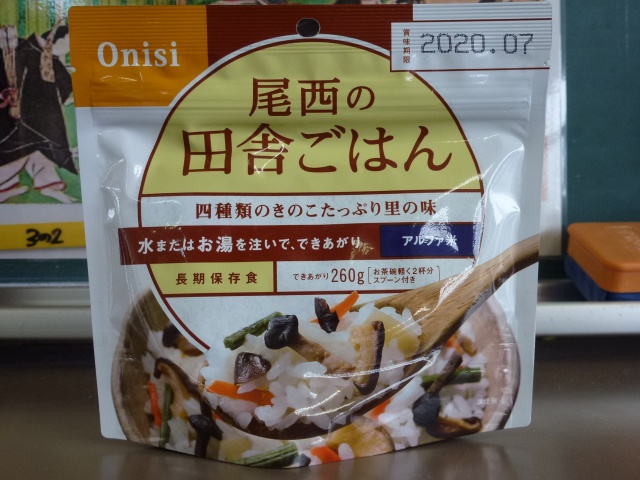 Onisi
賞味期限
2020.07
尾西の
田舎ごはん
四種類のきのこたっぷり里の味
水またはお湯を注いで、できあがり
アルファ米
長期保存食
できあがり260g
お茶碗軽く2杯分
スプーン付き
3の2